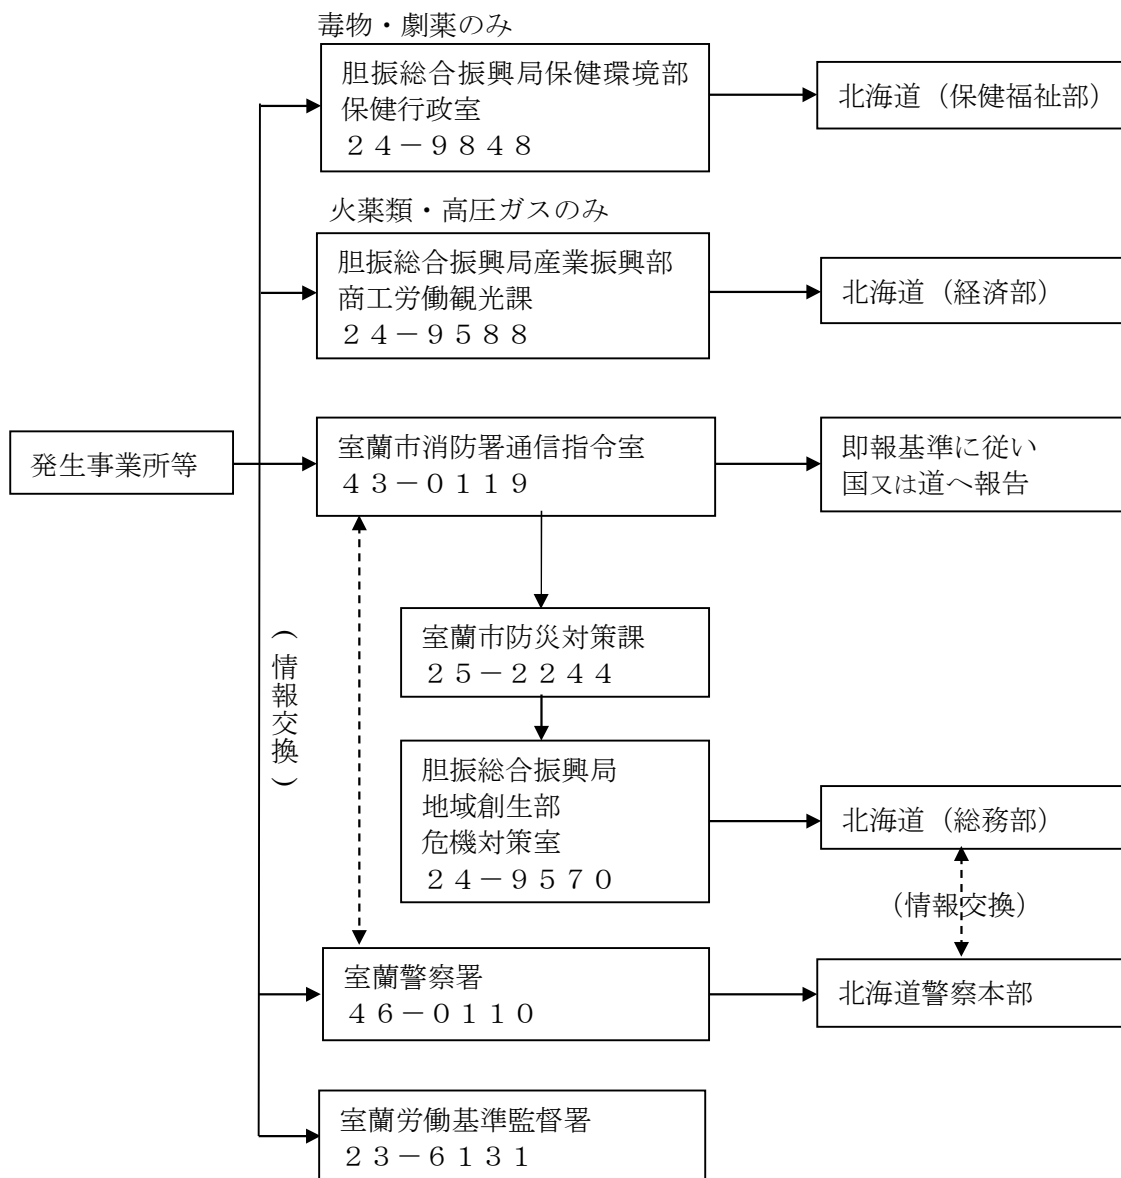 毒物・劇薬のみ
胆振総合振興局保健環境部
保健行政室
２４－９８４８
北海道（保健福祉部）
火薬類・高圧ガスのみ
胆振総合振興局産業振興部
商工労働観光課
２４－９５８８
北海道（経済部）
発生事業所等
室蘭市消防署通信指令室
４３－０１１９
即報基準に従い
国又は道へ報告
（情報交換）
室蘭市防災対策課
２５－２２４４
胆振総合振興局
地域創生部
危機対策室
２４－９５７０
北海道（総務部）
（情報交換）
室蘭警察署
４６－０１１０
北海道警察本部
室蘭労働基準監督署
２３－６１３１